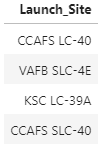 Launch_Site
CCAFS LC-40
VAFB SLC-4E
KSC LC-39A
CCAFS SLC-40